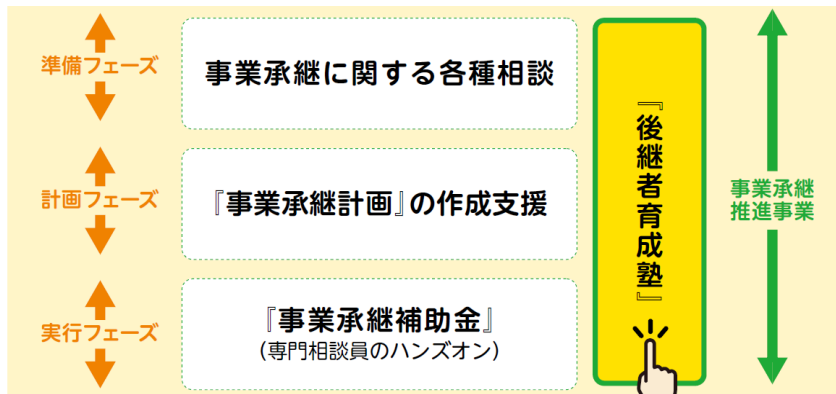 準備フェーズ
事業承継に関する各種相談
計画フェーズ
『事業承継計画』の作成支援
実行フェーズ
『事業承継補助金』
(専門相談員のハンズオン)
『後継者育成塾』
事業承継
推進事業